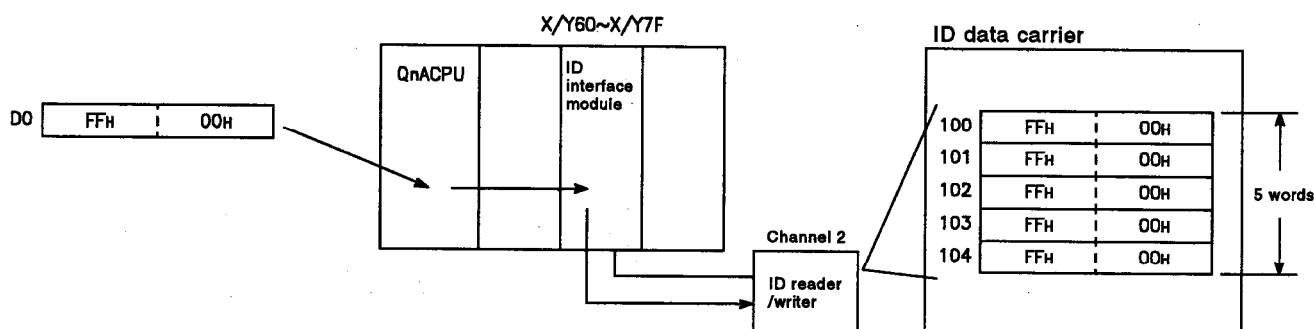 X/Y60~X/Y7F
ID data carrier
QnACPU
ID
interface
module
D0 FFH 00H
100 FFH 00H
101 FFH 00H
102 FFH 00H
103 FFH 00H
104 FFH 00H
5 words
Channel 2
ID reader
/writer